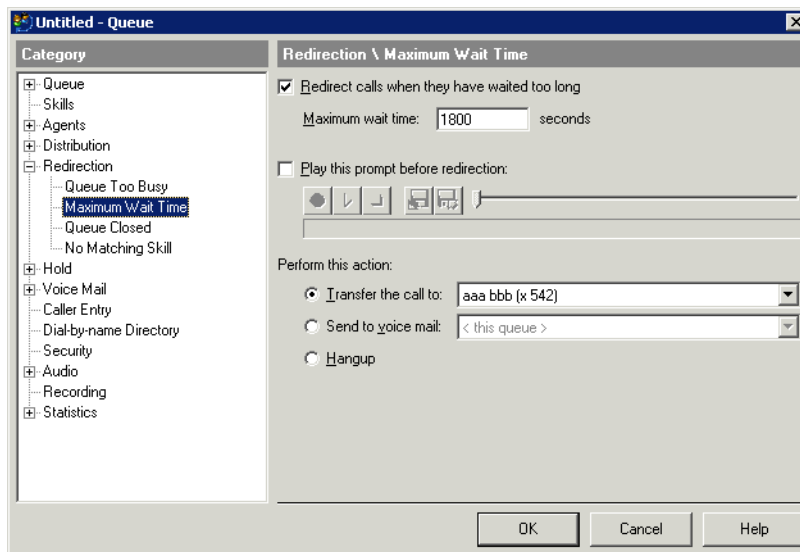 Untitled - Queue
Category
Queue
Skills
Agents
Distribution
Redirection
Queue Too Busy
Maximum Wait Time
Queue Closed
No Matching Skill
Hold
Voice Mail
Caller Entry
Dial-by-name Directory
Security
Audio
Recording
Statistics
Redirection \ Maximum Wait Time
Redirect calls when they have waited too long
Maximum wait time: 1800 seconds
Play this prompt before redirection:
Perform this action:
Transfer the call to: aaa bbb (x 542)
Send to voice mail: < this queue >
Hangup
OK Cancel Help